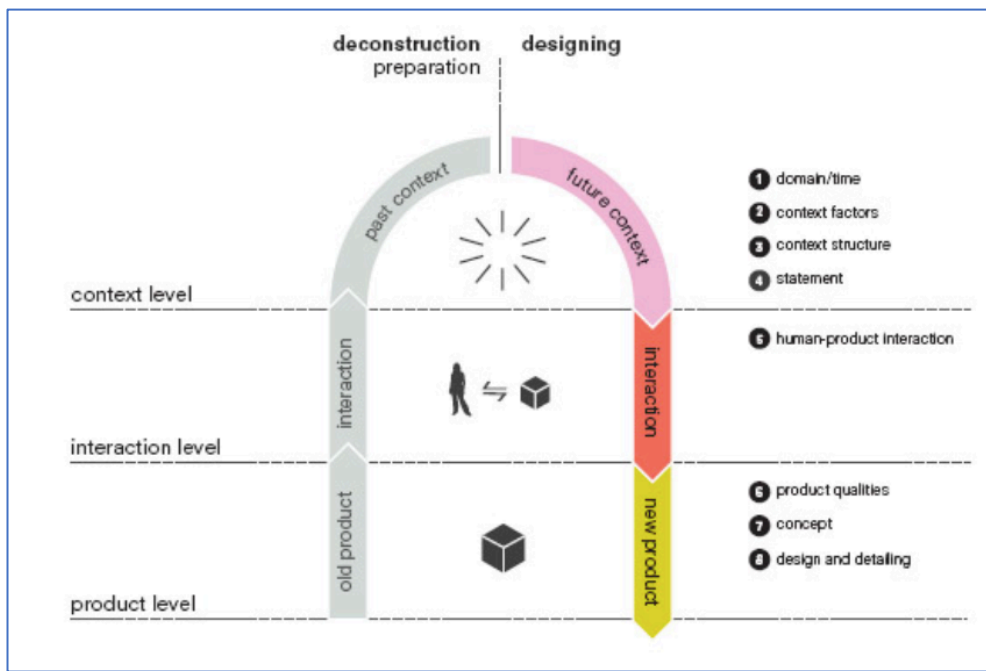 deconstruction
preparation
designing
past context
future context
1 domain/time
2 context factors
3 context structure
4 statement
context level
interaction
interaction
5 human-product interaction
interaction level
old product
new product
6 product qualities
7 concept
8 design and detailing
product level